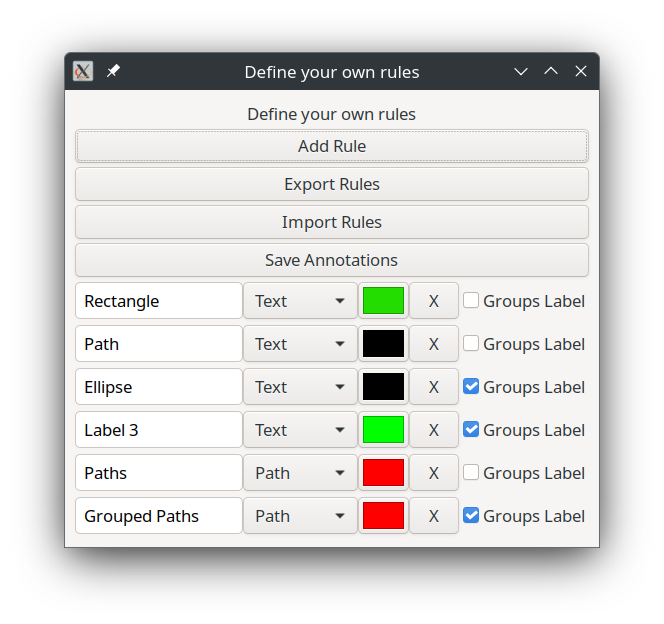 Define your own rules
Define your own rules
Add Rule
Export Rules
Import Rules
Save Annotations
Rectangle Text X Groups Label
Path Text X Groups Label
Ellipse Text X Groups Label
Label 3 Text X Groups Label
Paths Path X Groups Label
Grouped Paths Path X Groups Label